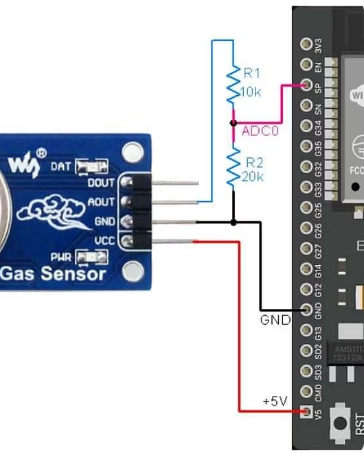 R1
10k
ADC0
R2
20k
GND
+5V
DAT
DOUT
AOUT
GND
VCC
PWR
Gas Sensor
3V3
EN
SP
SN
G34
G35
G32
G33
G25
G26
G27
G14
G12
GND
G13
SD2
SD3
CMD
V5
FCC
RST